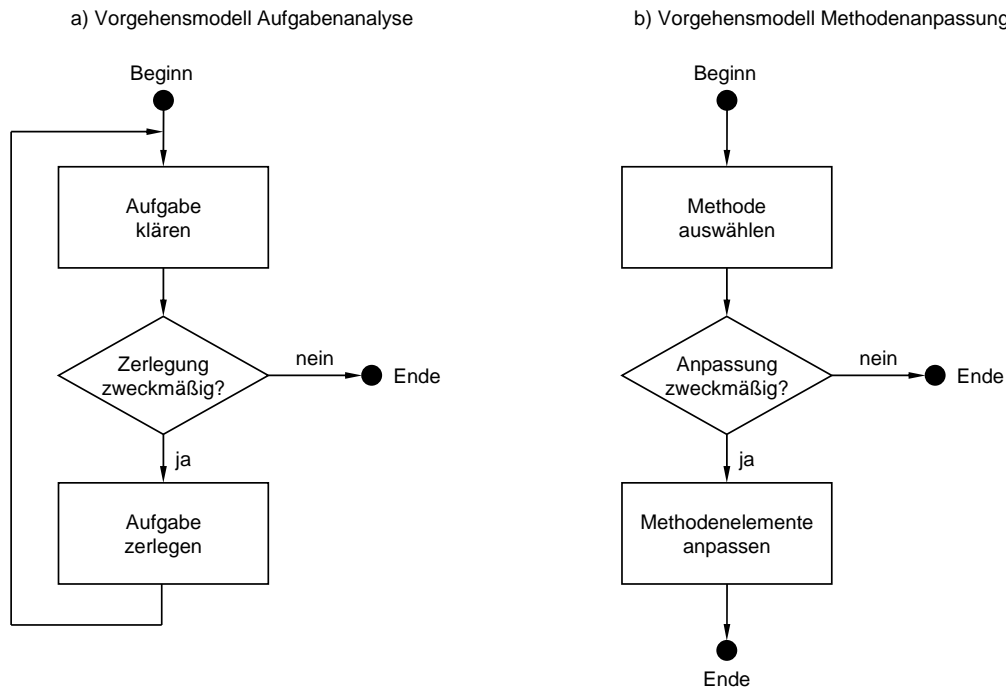 a) Vorgehensmodell Aufgabenanalyse
Beginn
Aufgabe
klären
Zerlegung
zweckmäßig?
nein
Ende
ja
Aufgabe
zerlegen
b) Vorgehensmodell Methodenanpassung
Beginn
Methode
auswählen
Anpassung
zweckmäßig?
nein
Ende
ja
Methodenelemente
anpassen
Ende